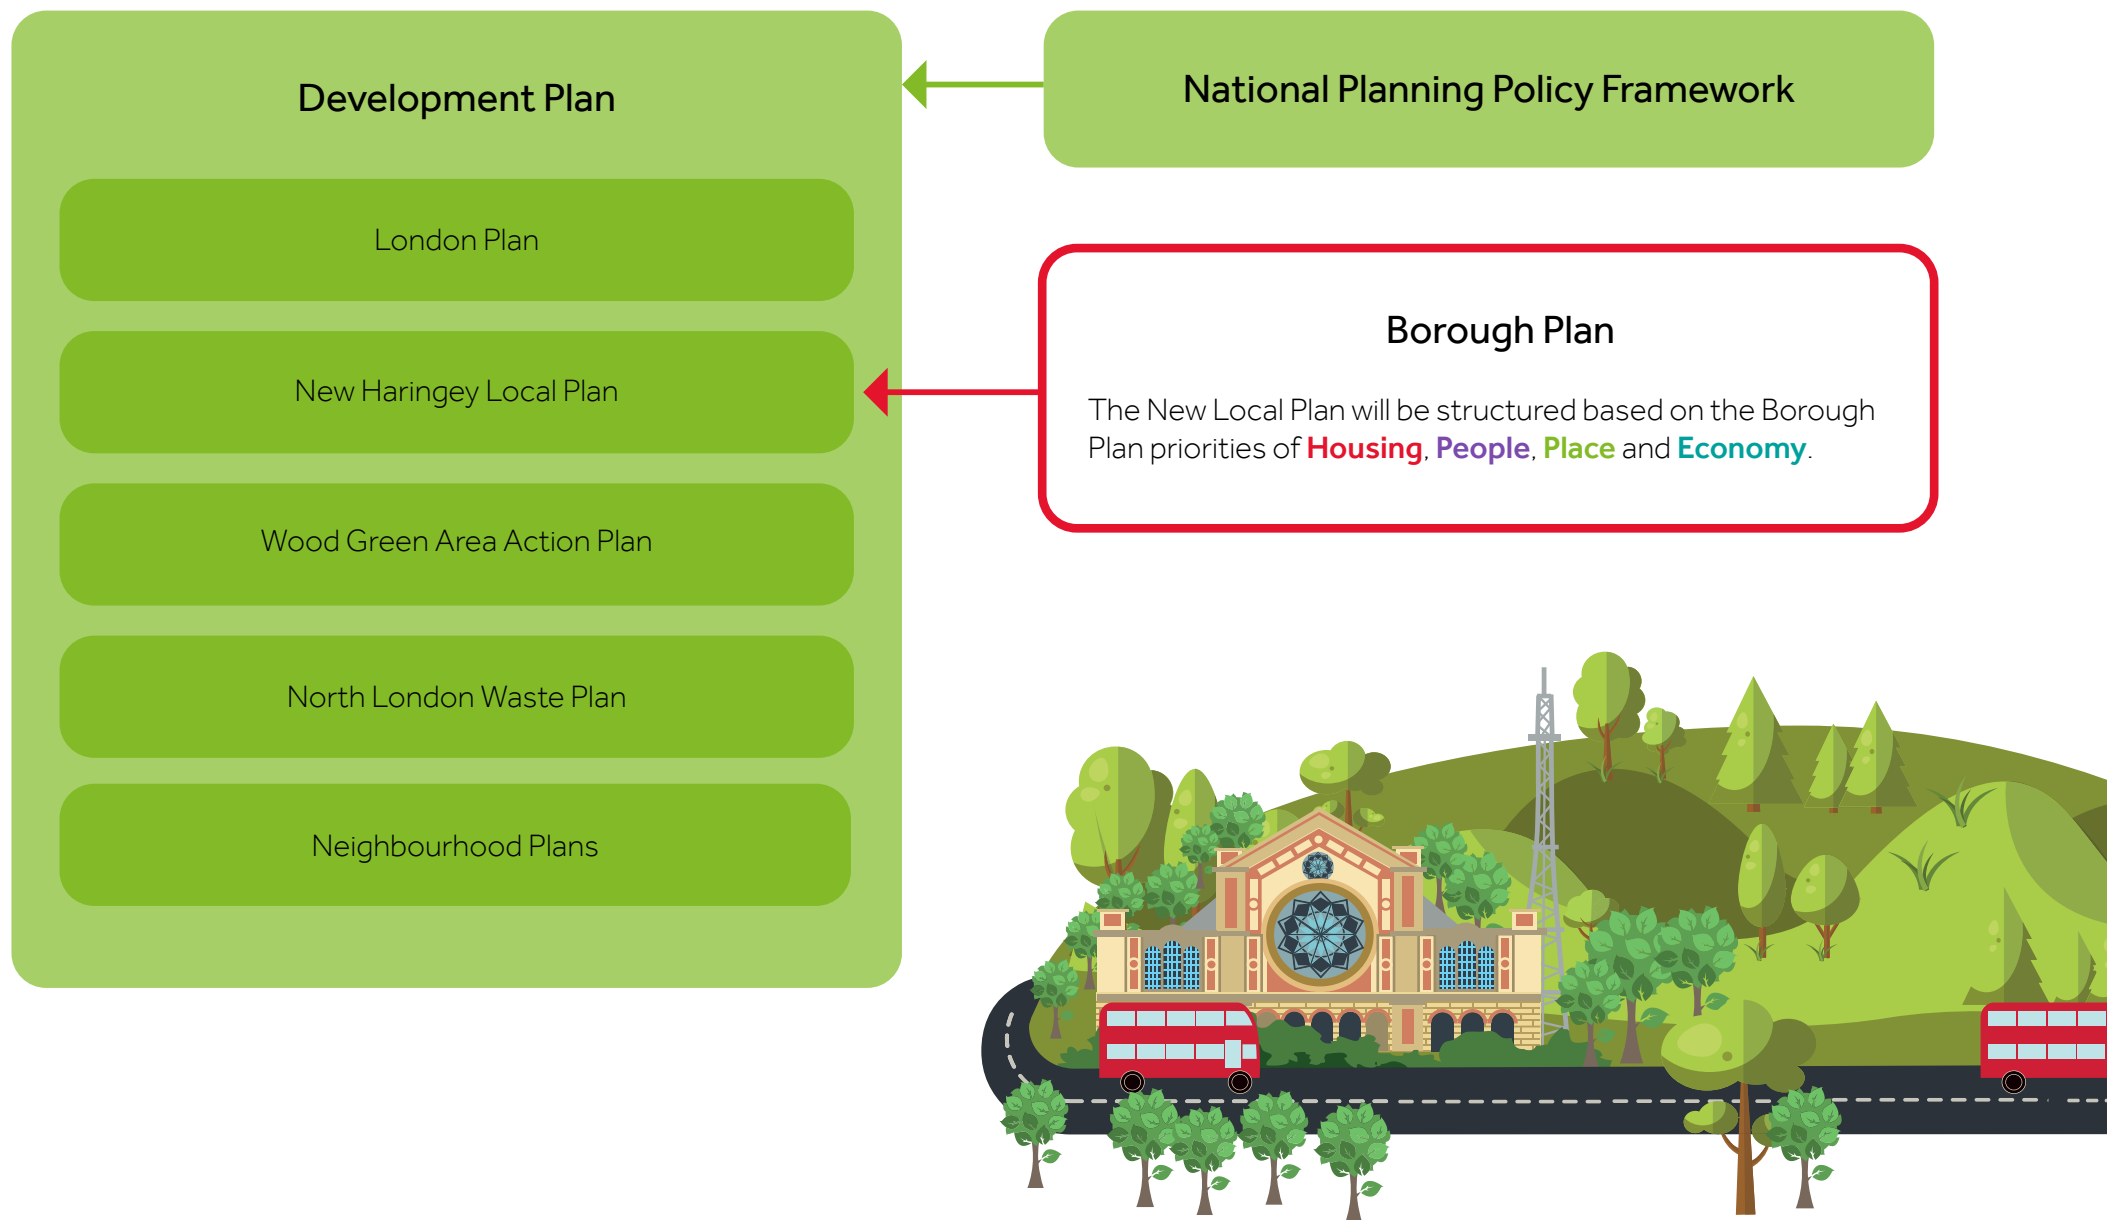 Development Plan
London Plan
New Haringey Local Plan
Wood Green Area Action Plan
North London Waste Plan
Neighbourhood Plans
National Planning Policy Framework
Borough Plan
The New Local Plan will be structured based on the Borough
Plan priorities of Housing, People, Place and Economy.